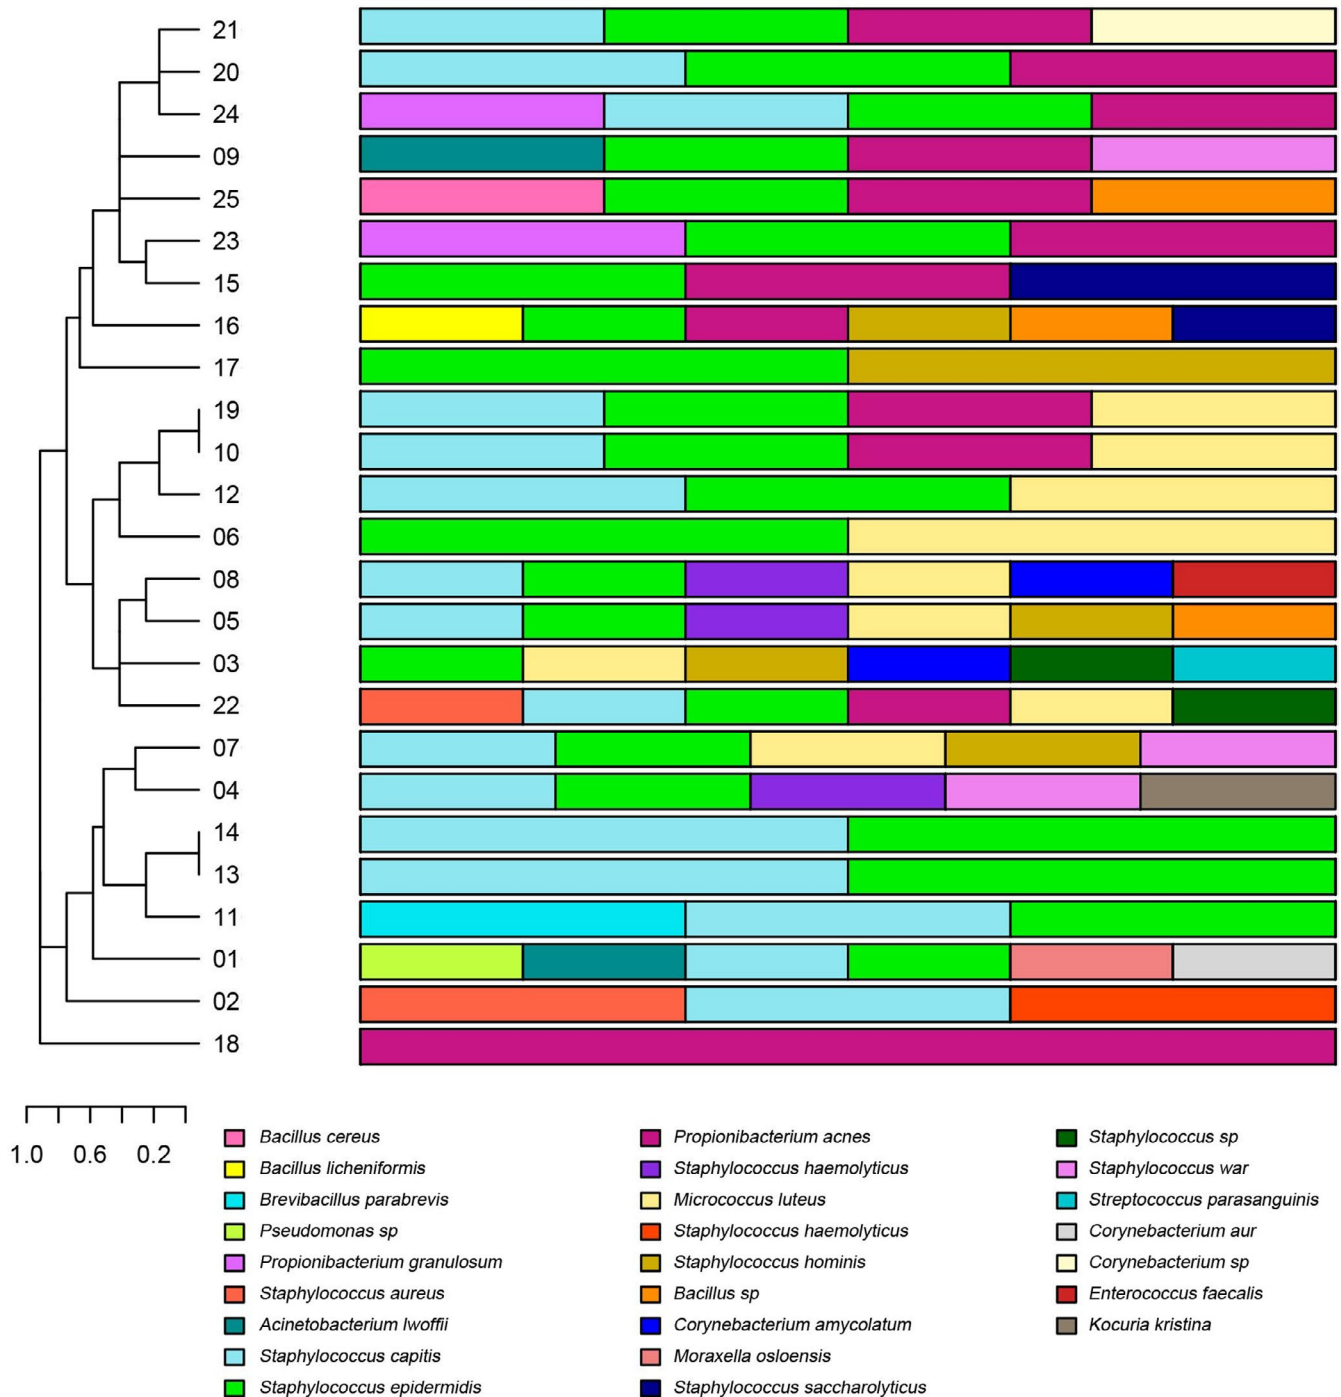 21
20
24
09
25
23
15
16
17
19
10
12
06
08
05
03
22
07
04
14
13
11
01
02
18
1.0 0.6 0.2
Bacillus cereus
Bacillus licheniformis
Brevibacillus parabrevis
Pseudomonas sp
Propionibacterium granulosum
Staphylococcus aureus
Acinetobacterium lwoffii
Staphylococcus capitis
Staphylococcus epidermidis
Propionibacterium acnes
Staphylococcus haemolyticus
Micrococcus luteus
Staphylococcus haemolyticus
Staphylococcus hominis
Bacillus sp
Corynebacterium amycolatum
Moraxella osloensis
Staphylococcus saccharolyticus
Staphylococcus sp
Staphylococcus war
Streptococcus parasanguinis
Corynebacterium aur
Corynebacterium sp
Enterococcus faecalis
Kocuria kristina